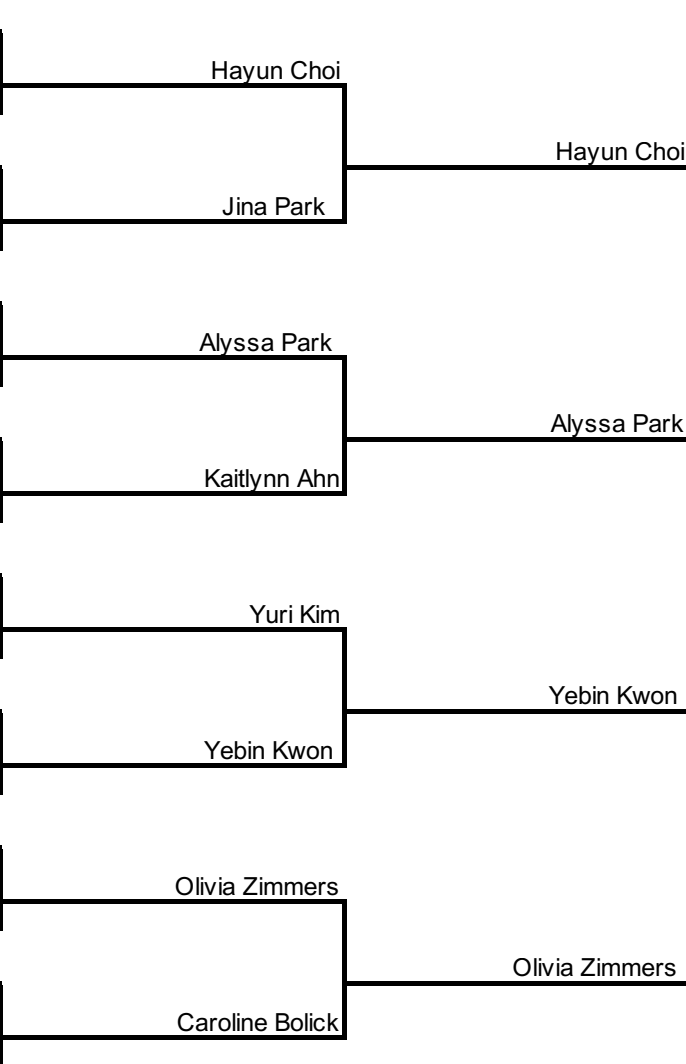 Hayun Choi
Hayun Choi
Jina Park
Alyssa Park
Alyssa Park
Kaitlynn Ahn
Yuri Kim
Yebin Kwon
Yebin Kwon
Olivia Zimmers
Olivia Zimmers
Caroline Bolick